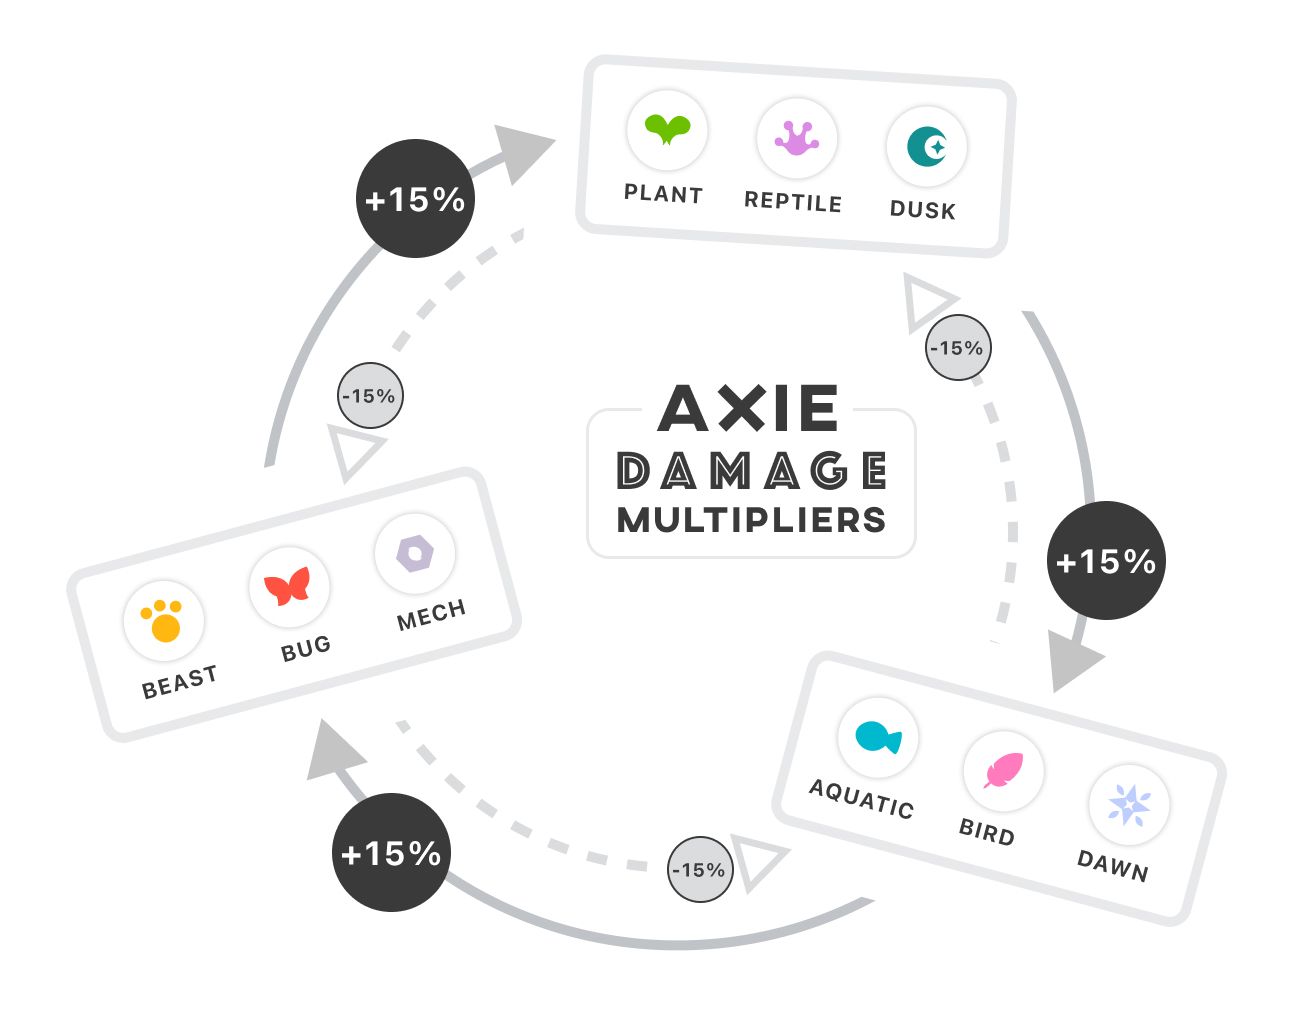 +15%
PLANT REPTILE DUSK
-15%
-15%
AXIE
DAMAGE
MULTIPLIERS
+15%
BEAST BUG MECH
AQUATIC BIRD DAWN
+15%
-15%